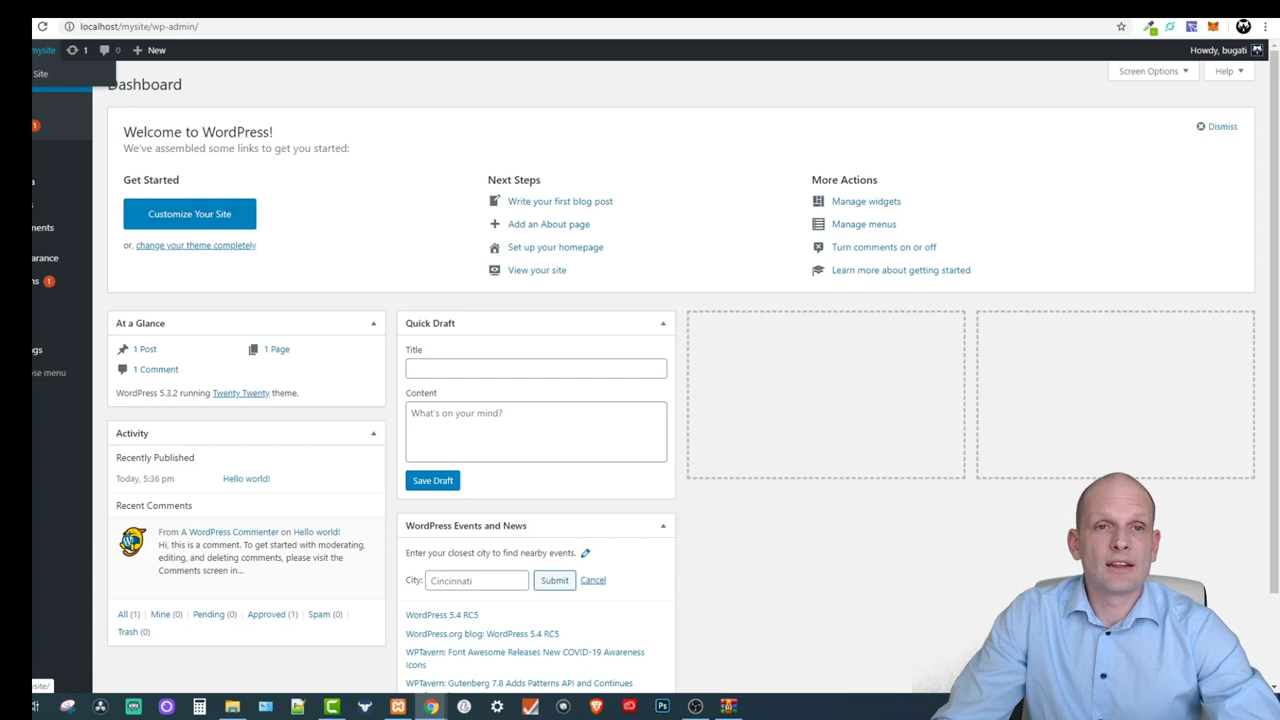 localhost/mysite/wp-admin/
mysite 1 0 New Howdy, bugati
Site Screen Options Help
Dashboard
Welcome to WordPress! Dismiss
We've assembled some links to get you started:
Get Started Next Steps More Actions
Customize Your Site
or, change your theme completely
Write your first blog post
Add an About page
Set up your homepage
View your site
Manage widgets
Manage menus
Turn comments on or off
Learn more about getting started
1
ments
arance
ns 1
ngs
ose menu
At a Glance
1 Post 1 Page
1 Comment
WordPress 5.3.2 running Twenty Twenty theme.
Activity
Recently Published
Today, 5:36 pm Hello world!
Recent Comments
From A WordPress Commenter on Hello world!
Hi, this is a comment. To get started with moderating,
editing, and deleting comments, please visit the
Comments screen in...
All (1) | Mine (0) | Pending (0) | Approved (1) | Spam (0) |
Trash (0)
Quick Draft
Title
Content
What's on your mind?
Save Draft
WordPress Events and News
Enter your closest city to find nearby events.
City: Cincinnati Submit Cancel
WordPress 5.4 RC5
WordPress.org blog: WordPress 5.4 RC5
WPTavern: Font Awesome Releases New COVID-19 Awareness
Icons
WPTavern: Gutenberg 7.8 Adds Patterns API and Continues
mysite/
Ps